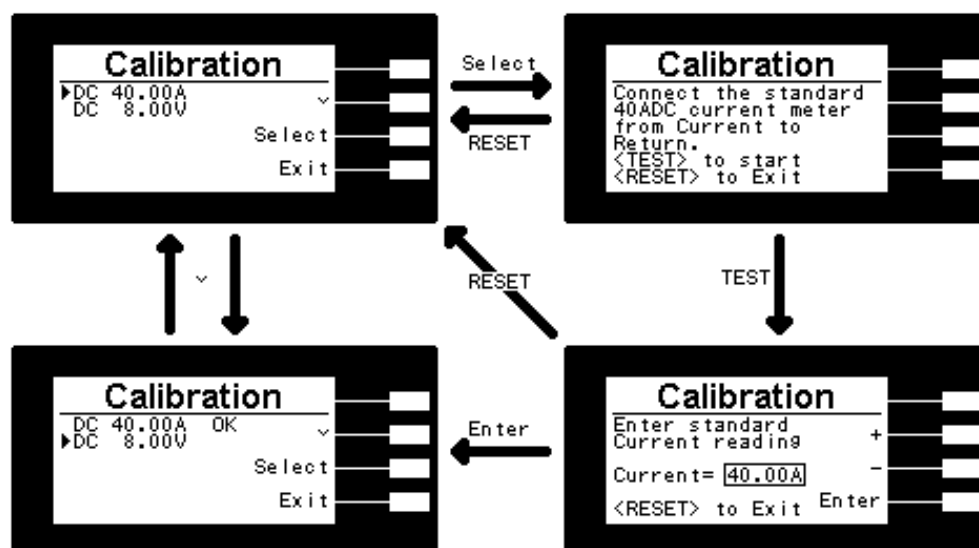 Calibration
▶DC 40.00A
DC 8.00V
Select
Exit
Select
RESET
Calibration
Connect the standard
40ADC current meter
from Current to
Return.
<TEST> to start
<RESET> to Exit
RESET
TEST
Calibration
DC 40.00A OK
▶DC 8.00V
Select
Exit
Enter
Calibration
Enter standard
Current reading
+
Current= 40.00A
-
Enter
<RESET> to Exit